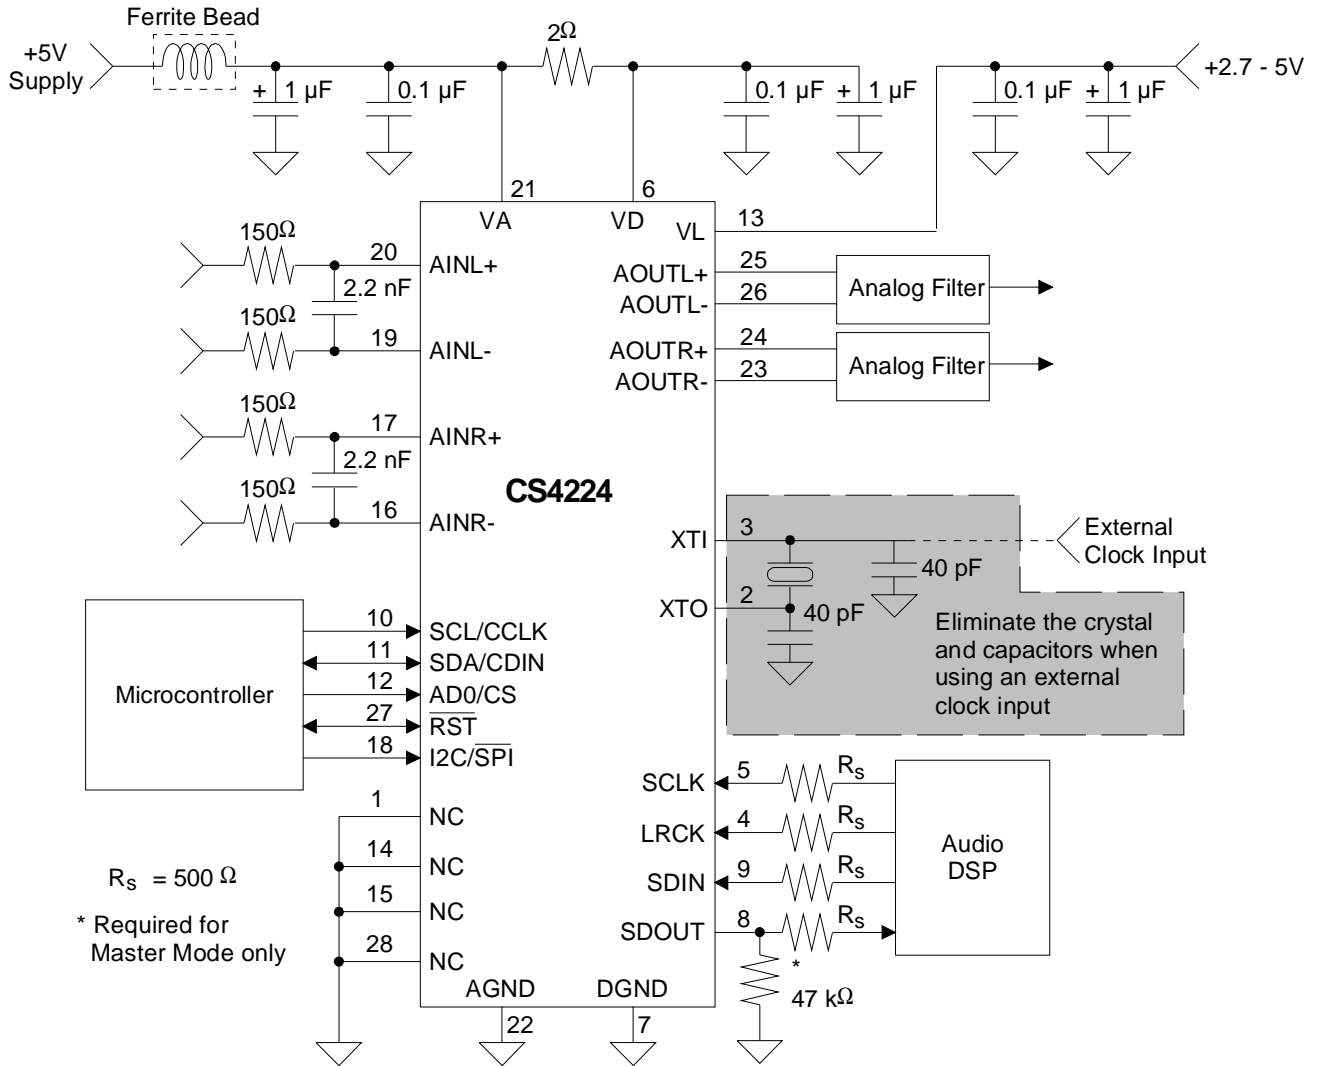 Ferrite Bead
+5V
Supply
2Ω
+2.7 - 5V
+ 1 µF
0.1 µF
0.1 µF
+ 1 µF
0.1 µF
+ 1 µF
21
6
VA
VD
VL
13
150Ω
20
AINL+
2.2 nF
150Ω
19
AINL-
150Ω
17
AINR+
2.2 nF
150Ω
16
AINR-
AOUTL+
25
AOUTL-
26
Analog Filter
AOUTR+
24
AOUTR-
23
Analog Filter
CS4224
XTI
3
External
Clock Input
40 pF
XTO
2
40 pF
Eliminate the crystal
and capacitors when
using an external
clock input
Microcontroller
10
SCL/CCLK
11
SDA/CDIN
12
AD0/CS
27
RST
18
I2C/SPI
1
NC
14
NC
15
NC
28
NC
SCLK
5
Rs
LRCK
4
Rs
SDIN
9
Rs
SDOUT
8
Rs
Audio
DSP
*
47 kΩ
Rs = 500 Ω
* Required for
Master Mode only
AGND
DGND
22
7